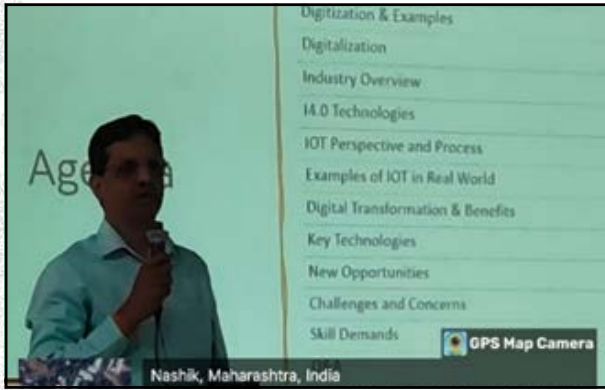 Agenda
Digitization & Examples
Digitalization
Industry Overview
I4.0 Technologies
IOT Perspective and Process
Examples of IOT in Real World
Digital Transformation & Benefits
Key Technologies
New Opportunities
Challenges and Concerns
Skill Demands
GPS Map Camera
Nashik, Maharashtra, India